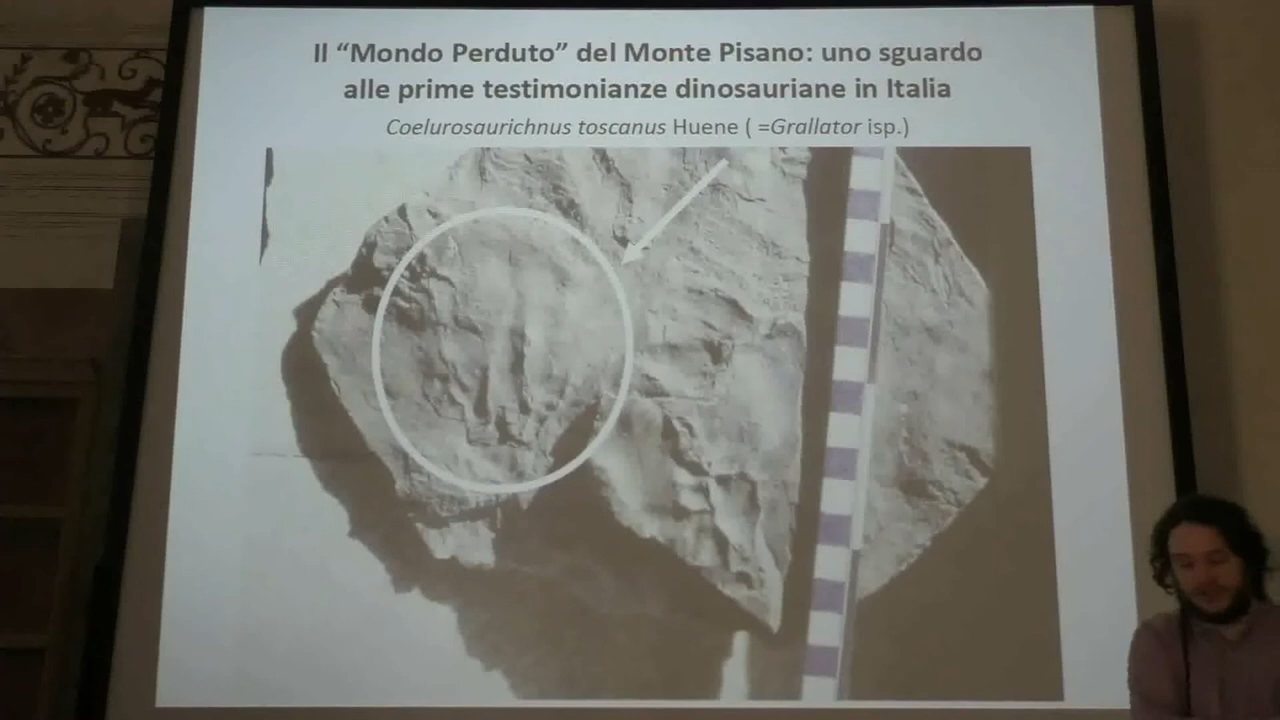 Il “Mondo Perduto” del Monte Pisano: uno sguardo
alle prime testimonianze dinosauriane in Italia
Coelurosaurichnus toscanus Huene ( =Grallator isp.)